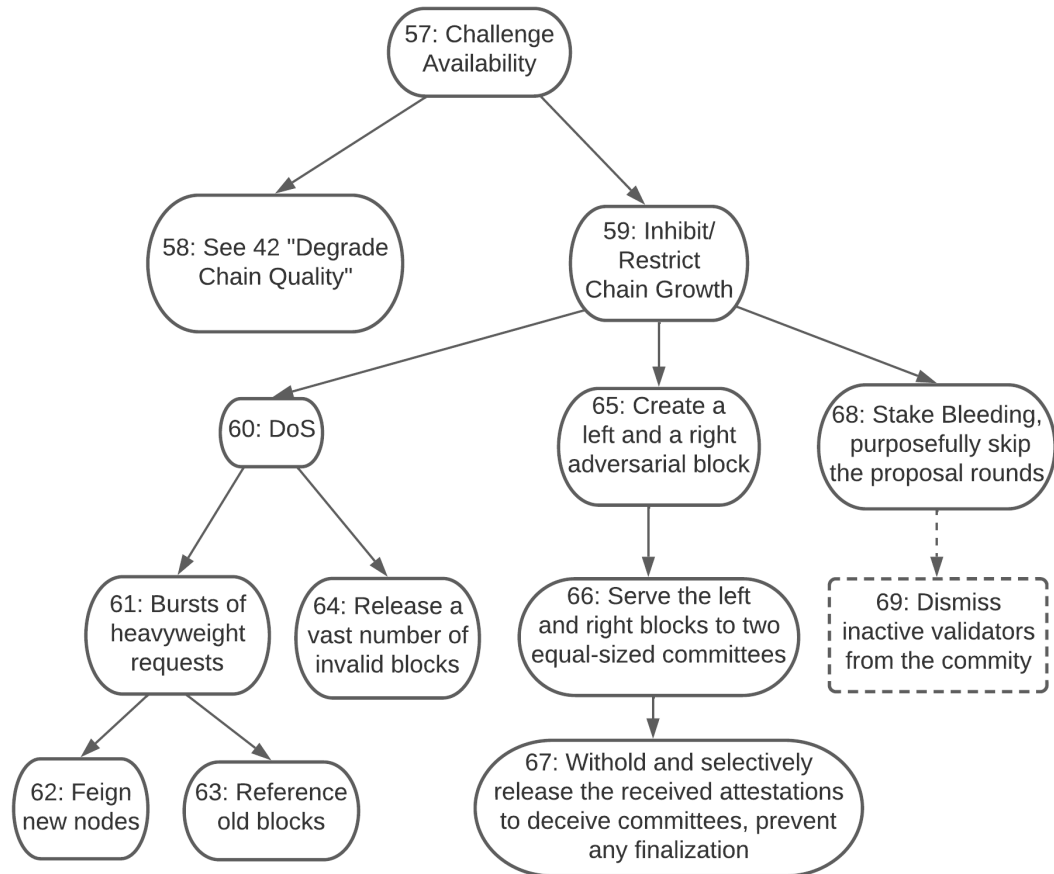 57: Challenge
Availability
58: See 42 "Degrade
Chain Quality"
59: Inhibit/
Restrict
Chain Growth
60: DoS
65: Create a
left and a right
adversarial block
68: Stake Bleeding,
purposefully skip
the proposal rounds
61: Bursts of
heavyweight
requests
64: Release a
vast number of
invalid blocks
66: Serve the left
and right blocks to two
equal-sized committees
69: Dismiss
inactive validators
from the commity
62: Feign
new nodes
63: Reference
old blocks
67: Withold and selectively
release the received attestations
to deceive committees, prevent
any finalization